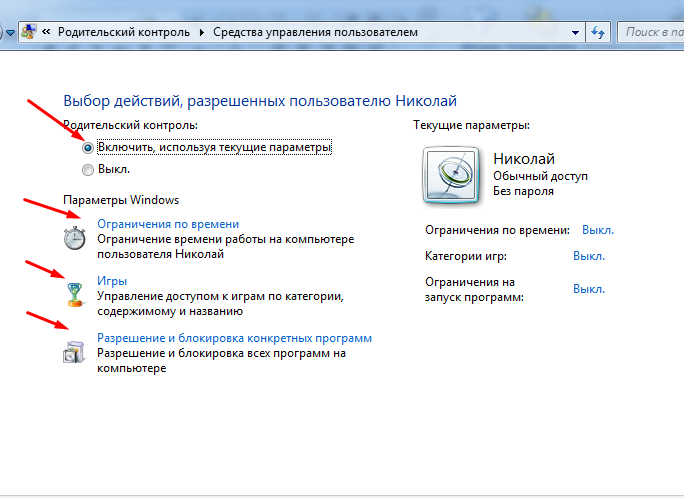 « Родительский контроль ▸ Средства управления пользователем
Поиск в па
Выбор действий, разрешенных пользователю Николай
Родительский контроль:
Включить, используя текущие параметры
Выкл.
Параметры Windows
Ограничения по времени
Ограничение времени работы на компьютере
пользователя Николай
Игры
Управление доступом к играм по категории,
содержимому и названию
Разрешение и блокировка конкретных программ
Разрешение и блокировка всех программ на
компьютере
Текущие параметры:
Николай
Обычный доступ
Без пароля
Ограничения по времени: Выкл.
Категории игр: Выкл.
Ограничения на
запуск программ: Выкл.